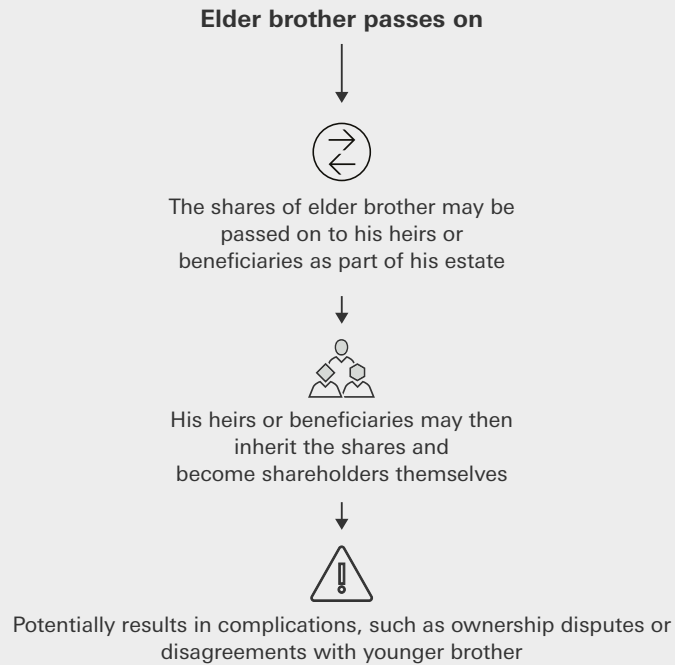 Elder brother passes on
The shares of elder brother may be
passed on to his heirs or
beneficiaries as part of his estate
His heirs or beneficiaries may then
inherit the shares and
become shareholders themselves
Potentially results in complications, such as ownership disputes or
disagreements with younger brother